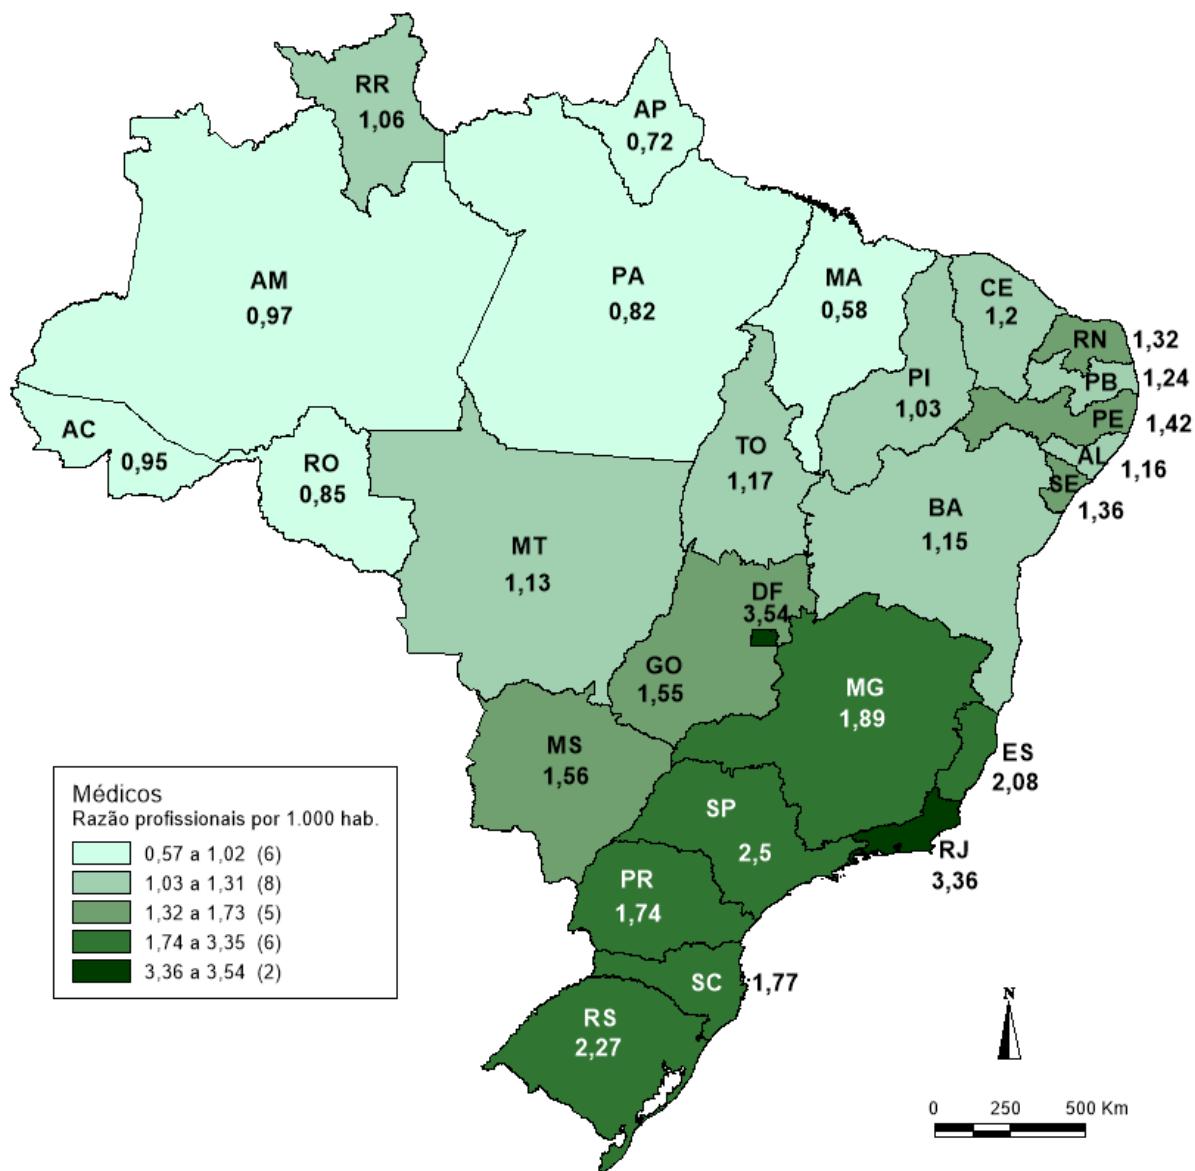 RR
1,06
AP
0,72
AM
0,97
PA
0,82
MA
0,58
CE
1,2
RN 1,32
PB 1,24
PI
1,03
PE 1,42
AC
0,95
RO
0,85
TO
1,17
AL 1,16
SE 1,36
BA
1,15
MT
1,13
DF
3,54
GO
1,55
MG
1,89
MS
1,56
ES
2,08
SP
2,5
RJ
3,36
PR
1,74
SC 1,77
RS
2,27
Médicos
Razão profissionais por 1.000 hab.
0,57 a 1,02 (6)
1,03 a 1,31 (8)
1,32 a 1,73 (5)
1,74 a 3,35 (6)
3,36 a 3,54 (2)
N
0 250 500 Km